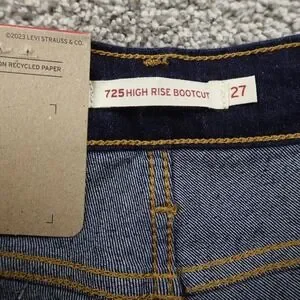 ©2023 LEVI STRAUSS & CO.
ON RECYCLED PAPER
725 HIGH RISE BOOTCUT 27